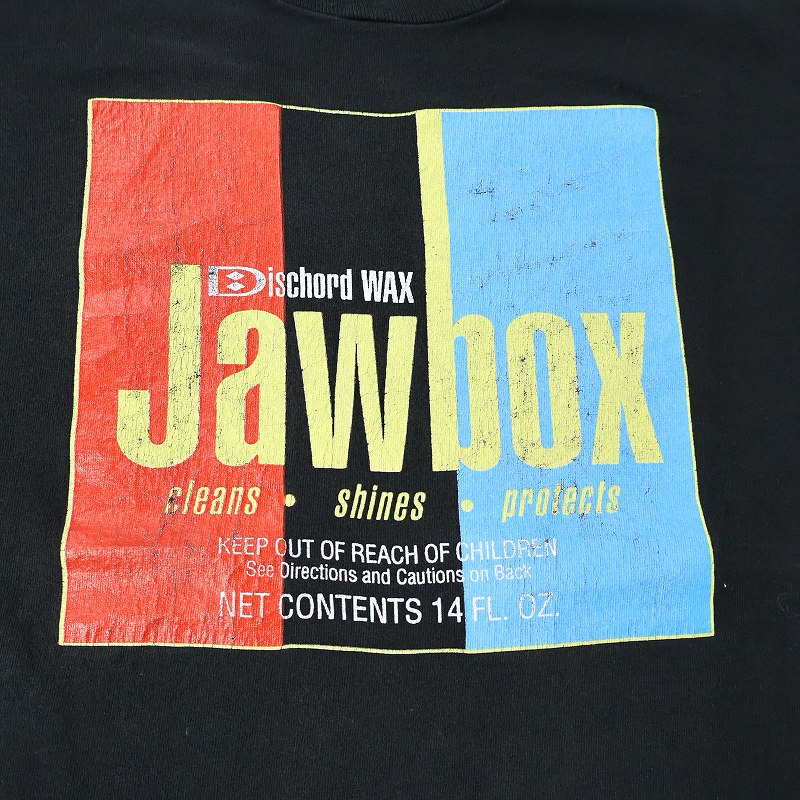 Dischord WAX
Jawbox
cleans • shines • protects
KEEP OUT OF REACH OF CHILDREN
See Directions and Cautions on Back
NET CONTENTS 14 FL. OZ.